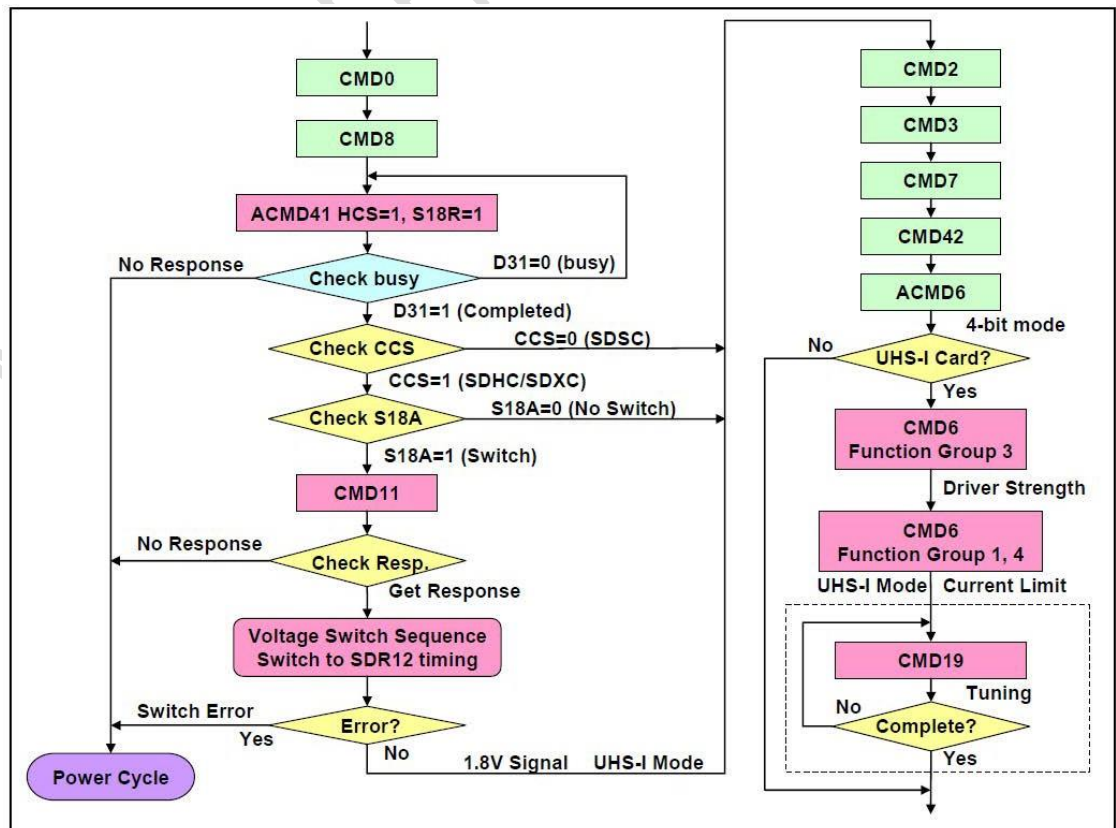 CMD0
CMD8
ACMD41 HCS=1, S18R=1
No Response
Check busy
D31=0 (busy)
D31=1 (Completed)
Check CCS
CCS=0 (SDSC)
CCS=1 (SDHC/SDXC)
Check S18A
S18A=0 (No Switch)
S18A=1 (Switch)
CMD11
No Response
Check Resp.
Get Response
Voltage Switch Sequence
Switch to SDR12 timing
Switch Error
Yes
Error?
No
1.8V Signal UHS-I Mode
Power Cycle
CMD2
CMD3
CMD7
CMD42
ACMD6
4-bit mode
No
UHS-I Card?
Yes
CMD6
Function Group 3
Driver Strength
CMD6
Function Group 1, 4
UHS-I Mode
Current Limit
CMD19
Tuning
No
Complete?
Yes